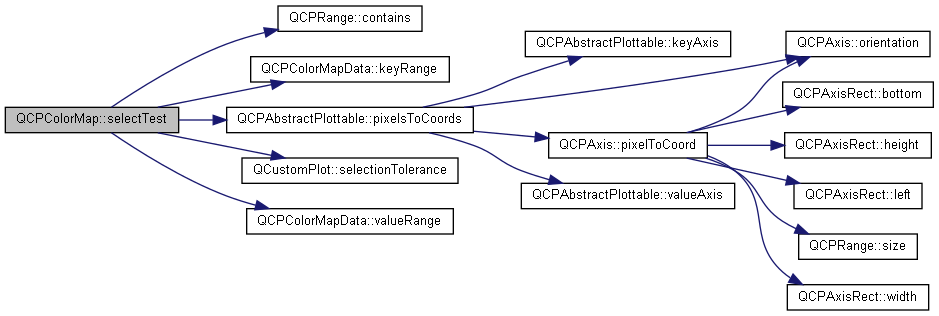 QCPColorMap::selectTest
QCPRange::contains
QCPColorMapData::keyRange
QCPAbstractPlottable::pixelsToCoords
QCustomPlot::selectionTolerance
QCPColorMapData::valueRange
QCPAbstractPlottable::keyAxis
QCPAxis::pixelToCoord
QCPAbstractPlottable::valueAxis
QCPAxis::orientation
QCPAxisRect::bottom
QCPAxisRect::height
QCPAxisRect::left
QCPRange::size
QCPAxisRect::width